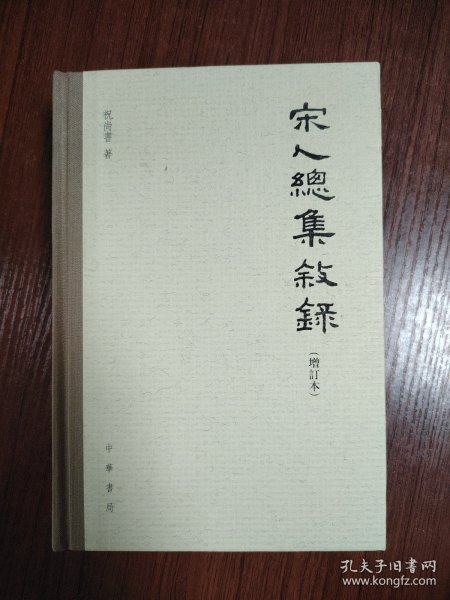 宋人總集敘錄
(增訂本)
祝尚書 著
中華書局
孔夫子旧书网
www.kongfz.com